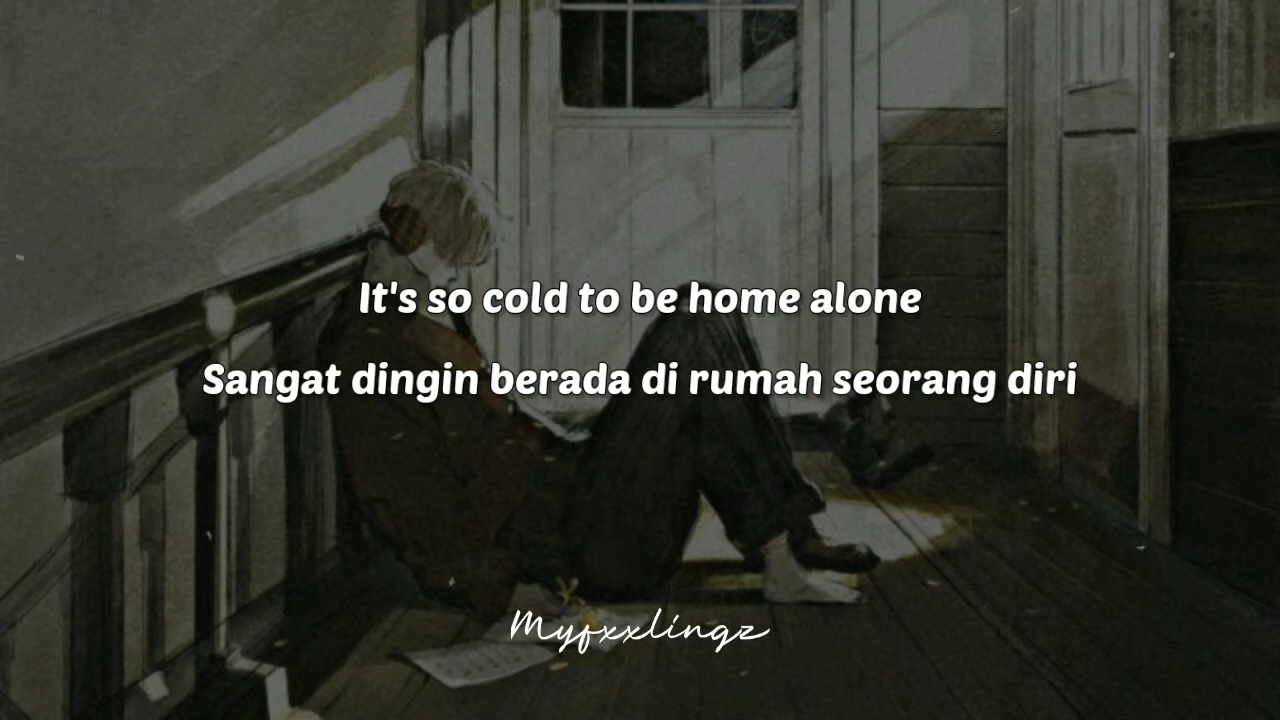 It's so cold to be home alone
Sangat dingin berada di rumah seorang diri
Myfxxlingz